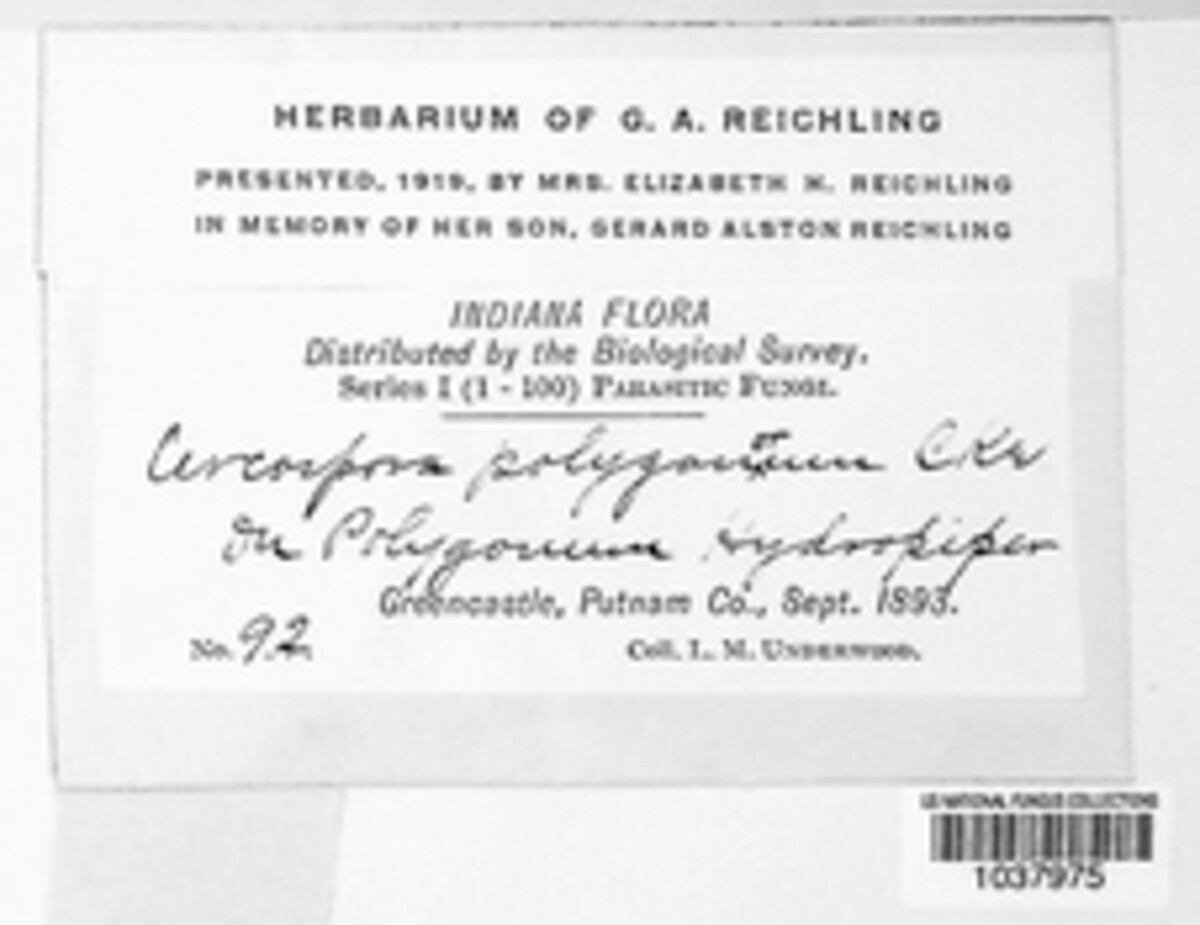 HERBARIUM OF G. A. REICHLING
PRESENTED, 1919, BY MRS. ELIZABETH H. REICHLING
IN MEMORY OF HER SON, GERARD ALSTON REICHLING
INDIANA FLORA
Distributed by the Biological Survey.
Series I (1 - 100) PARASITIC FUNGI.
Cercospora
On Polygonum Hydropiper
Greencastle, Putnam Co., Sept. 1893.
No. 92. Coll. L. M. UNDERWOOD.
US NATIONAL FUNGUS COLLECTIONS
1037975